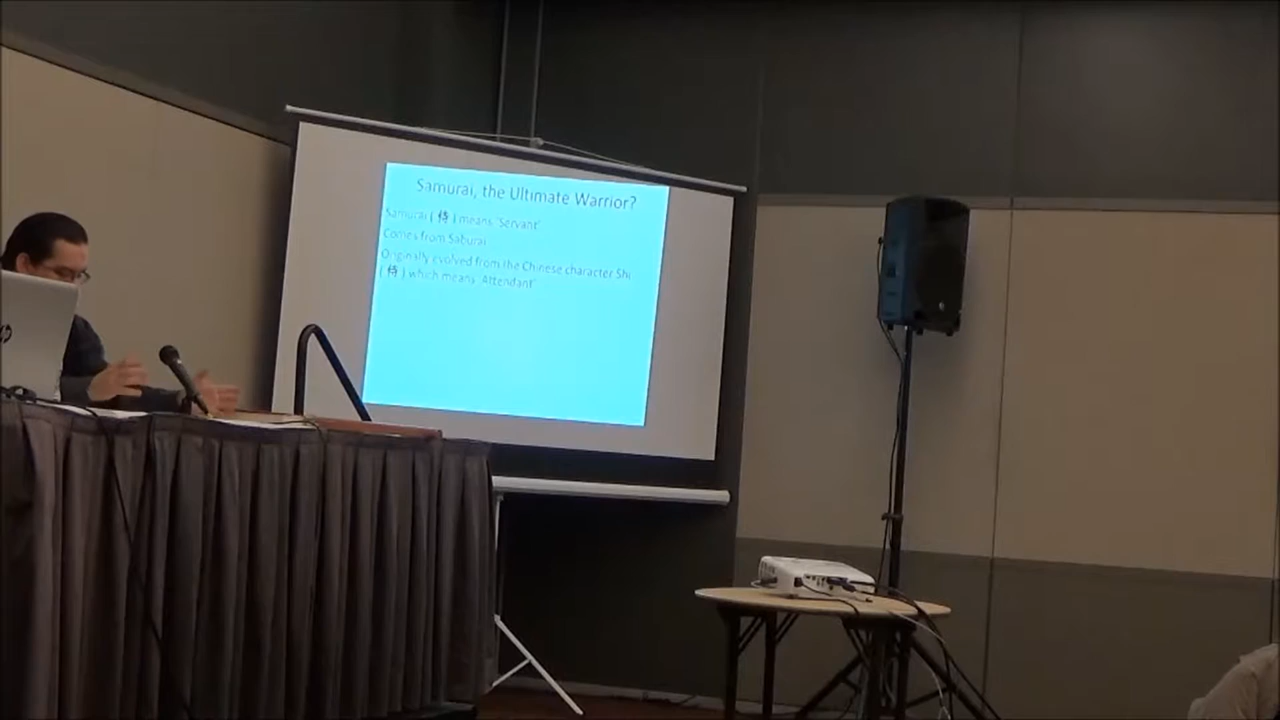 Samurai, the Ultimate Warrior?
Samurai ( 侍 ) means 'Servant'
Comes from Saburai
Originally evolved from the Chinese character Shi
( 侍 ) which means 'Attendant'
hp